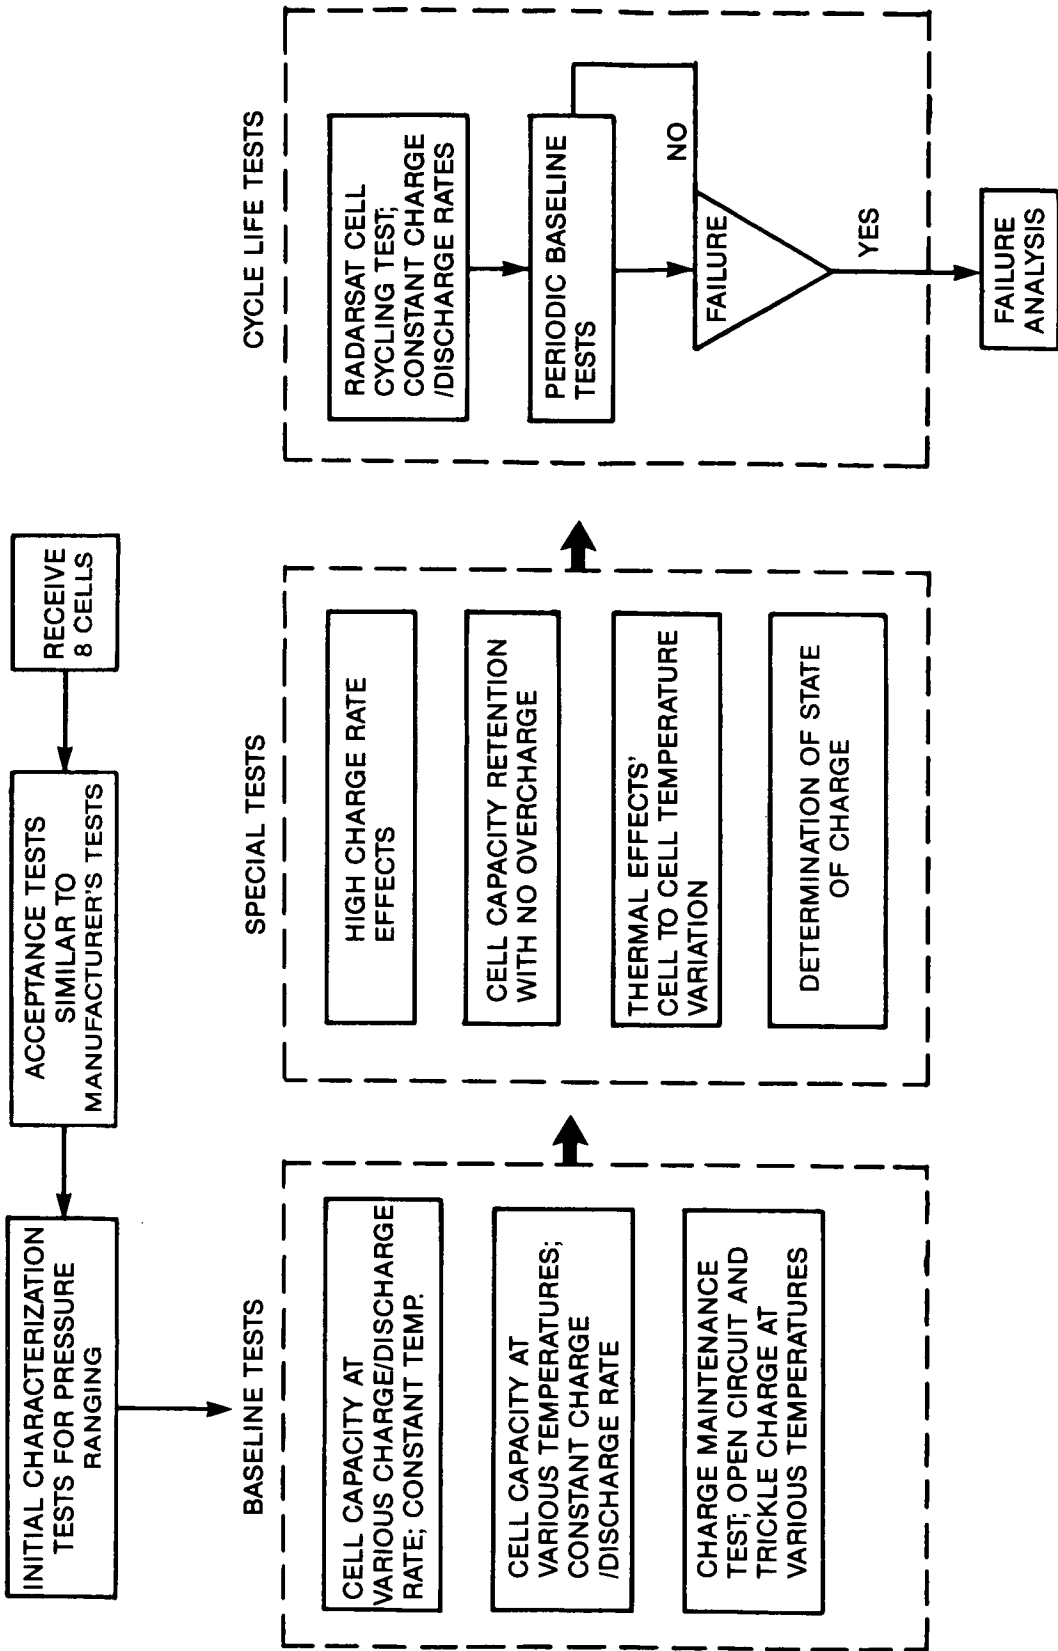 RECEIVE
8 CELLS
ACCEPTANCE TESTS
SIMILAR TO
MANUFACTURER'S TESTS
INITIAL CHARACTERIZATION
TESTS FOR PRESSURE
RANGING
BASELINE TESTS
CELL CAPACITY AT
VARIOUS CHARGE/DISCHARGE
RATE; CONSTANT TEMP.
CELL CAPACITY AT
VARIOUS TEMPERATURES;
CONSTANT CHARGE
/DISCHARGE RATE
CHARGE MAINTENANCE
TEST; OPEN CIRCUIT AND
TRICKLE CHARGE AT
VARIOUS TEMPERATURES
SPECIAL TESTS
HIGH CHARGE RATE
EFFECTS
CELL CAPACITY RETENTION
WITH NO OVERCHARGE
THERMAL EFFECTS'
CELL TO CELL TEMPERATURE
VARIATION
DETERMINATION OF STATE
OF CHARGE
CYCLE LIFE TESTS
RADARSAT CELL
CYCLING TEST;
CONSTANT CHARGE
/DISCHARGE RATES
PERIODIC BASELINE
TESTS
FAILURE
NO
YES
FAILURE
ANALYSIS